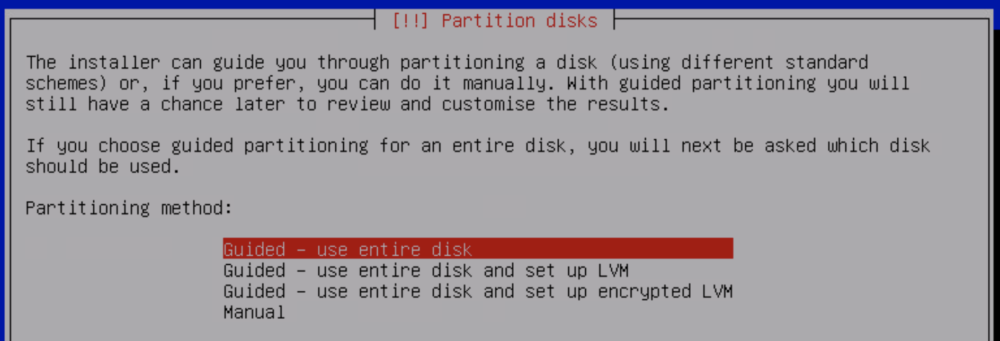 [!!] Partition disks
The installer can guide you through partitioning a disk (using different standard
schemes) or, if you prefer, you can do it manually. With guided partitioning you will
still have a chance later to review and customise the results.
If you choose guided partitioning for an entire disk, you will next be asked which disk
should be used.
Partitioning method:
Guided - use entire disk
Guided - use entire disk and set up LVM
Guided - use entire disk and set up encrypted LVM
Manual